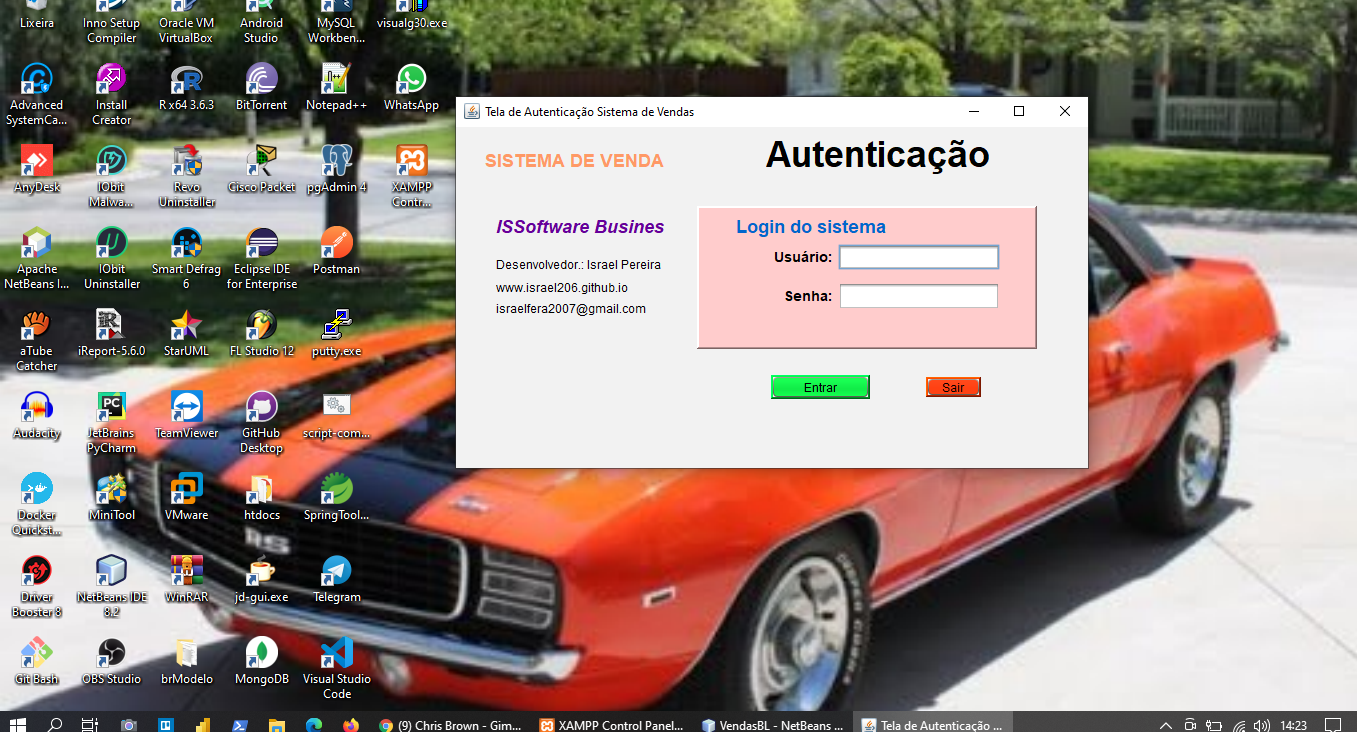 Lixeira
Inno Setup
Compiler
Oracle VM
VirtualBox
Android
Studio
MySQL
Workben...
visualg30.exe
Advanced
SystemCa...
Install
Creator
R x64 3.6.3
BitTorrent
Notepad++
WhatsApp
AnyDesk
IObit
Malwa...
Revo
Uninstaller
Cisco Packet
pgAdmin 4
XAMPP
Contr...
Apache
NetBeans I...
IObit
Uninstaller
Smart Defrag
6
Eclipse IDE
for Enterprise
Postman
aTube
Catcher
iReport-5.6.0
StarUML
FL Studio 12
putty.exe
Audacity
PC
JetBrains
PyCharm
TeamViewer
GitHub
Desktop
script-com...
Docker
Quickst...
MiniTool
VMware
htdocs
SpringTool...
Driver
Booster 8
NetBeans IDE
8.2
WinRAR
jd-gui.exe
Telegram
Git Bash
OBS Studio
brModelo
MongoDB
Visual Studio
Code
Tela de Autenticação Sistema de Vendas
SISTEMA DE VENDA
Autenticação
ISSoftware Busines
Desenvolvedor.: Israel Pereira
www.israel206.github.io
israelfera2007@gmail.com
Login do sistema
Usuário:
Senha:
Entrar
Sair
RS
(9) Chris Brown - Gim...
XAMPP Control Panel...
VendasBL - NetBeans ...
Tela de Autenticação ...
14:23